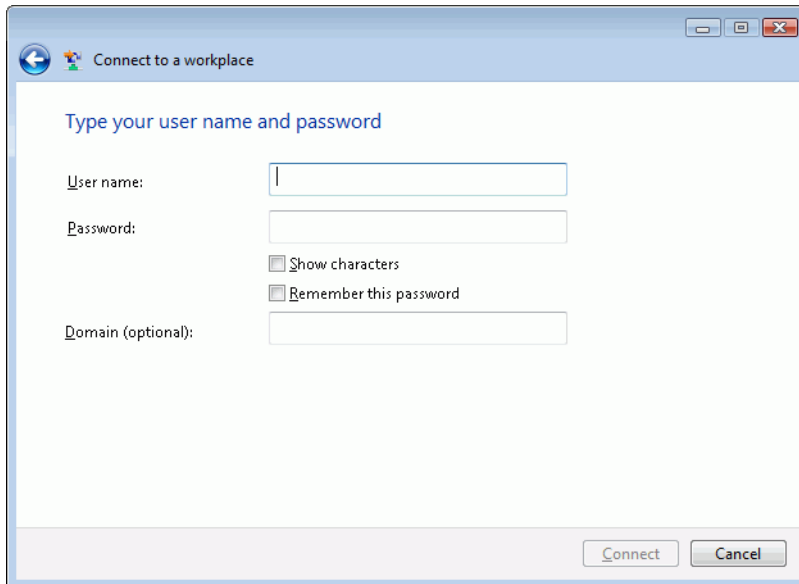 Connect to a workplace
Type your user name and password
User name:
Password:
Show characters
Remember this password
Domain (optional):
Connect
Cancel